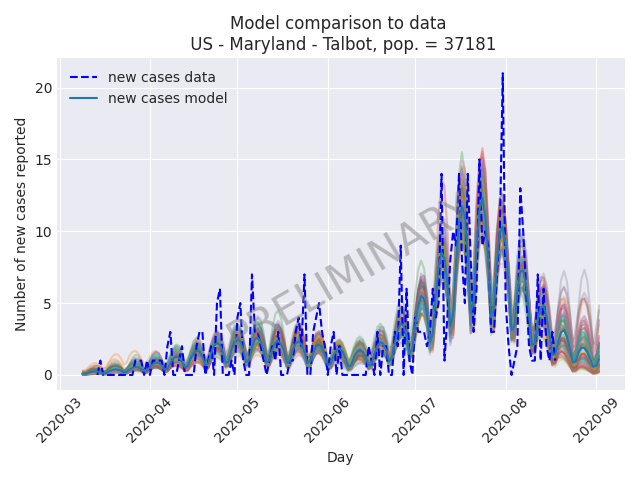 Model comparison to data
US - Maryland - Talbot, pop. = 37181
new cases data
new cases model
PRELIMINARY
Number of new cases reported
20
15
10
5
0
2020-03
2020-04
2020-05
2020-06
2020-07
2020-08
2020-09
Day